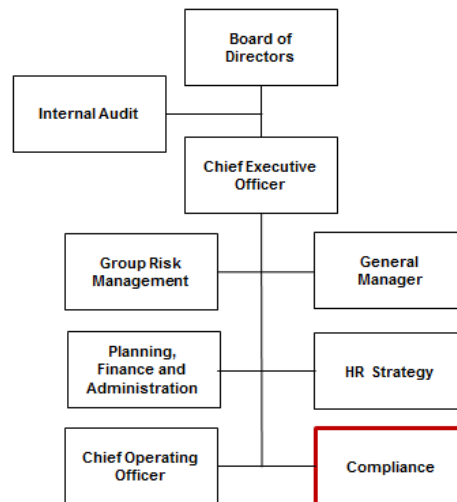 Board of
Directors
Internal Audit
Chief Executive
Officer
Group Risk
Management
General
Manager
Planning,
Finance and
Administration
HR Strategy
Chief Operating
Officer
Compliance